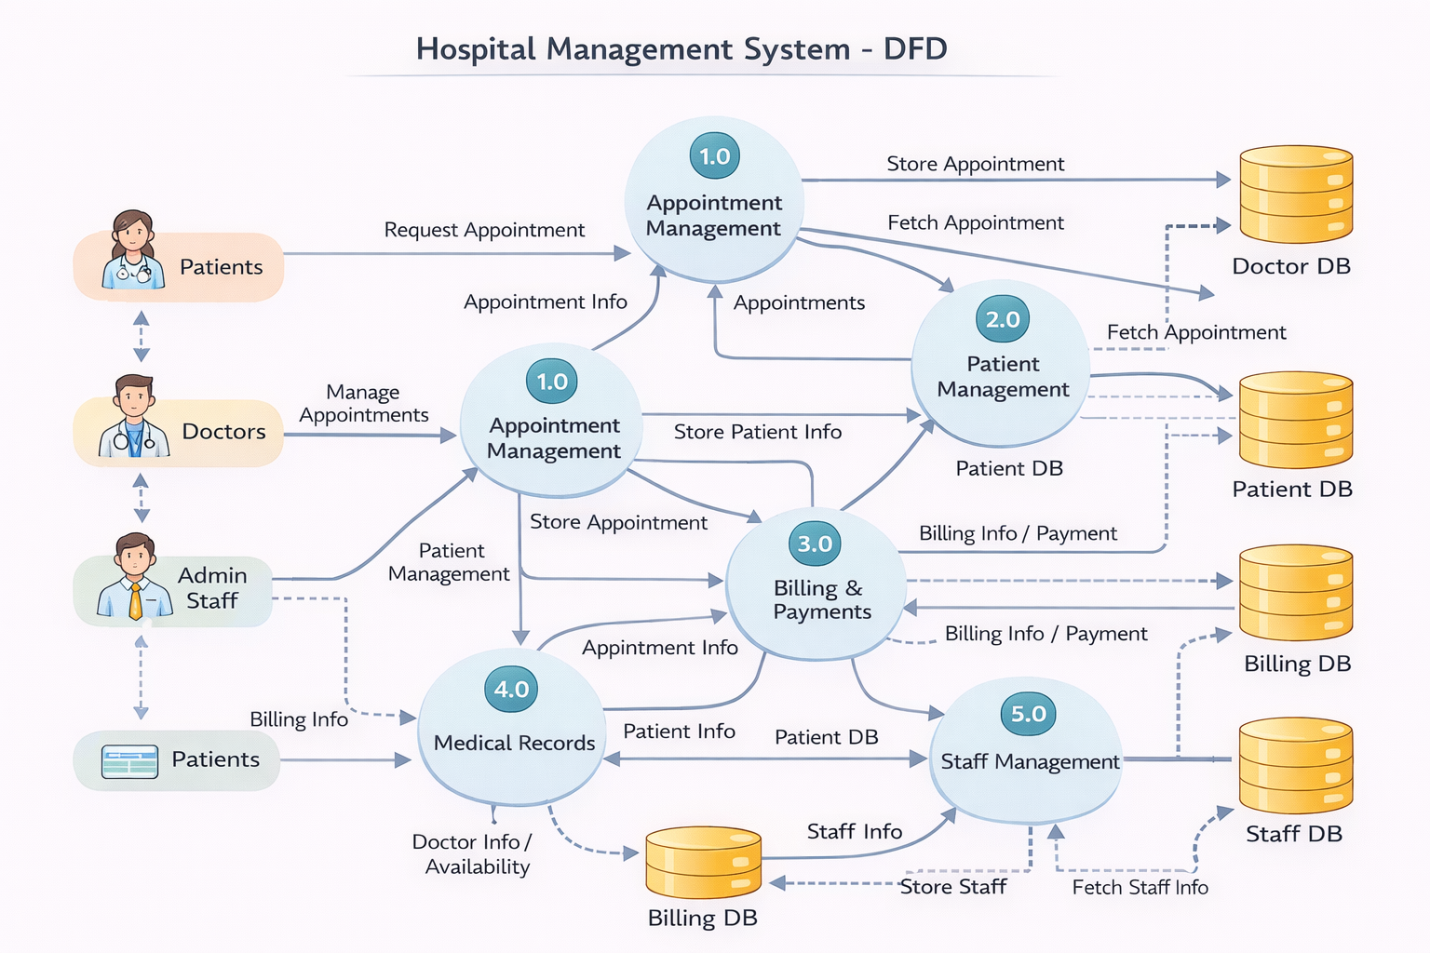 Hospital Management System - DFD
1.0
Appointment
Management
Store Appointment
Fetch Appointment
Doctor DB
Patients
Request Appointment
Appointment Info
Appointments
2.0
Patient
Management
Fetch Appointment
Patient DB
Patient DB
Doctors
Manage
Appointments
1.0
Appointment
Management
Store Patient Info
Store Appointment
Patient
Management
3.0
Billing &
Payments
Billing Info / Payment
Billing Info / Payment
Billing DB
Admin
Staff
Appintment Info
Billing Info
Patients
4.0
Medical Records
Patient Info
Patient DB
5.0
Staff Management
Staff DB
Doctor Info /
Availability
Staff Info
Store Staff
Fetch Staff Info
Billing DB